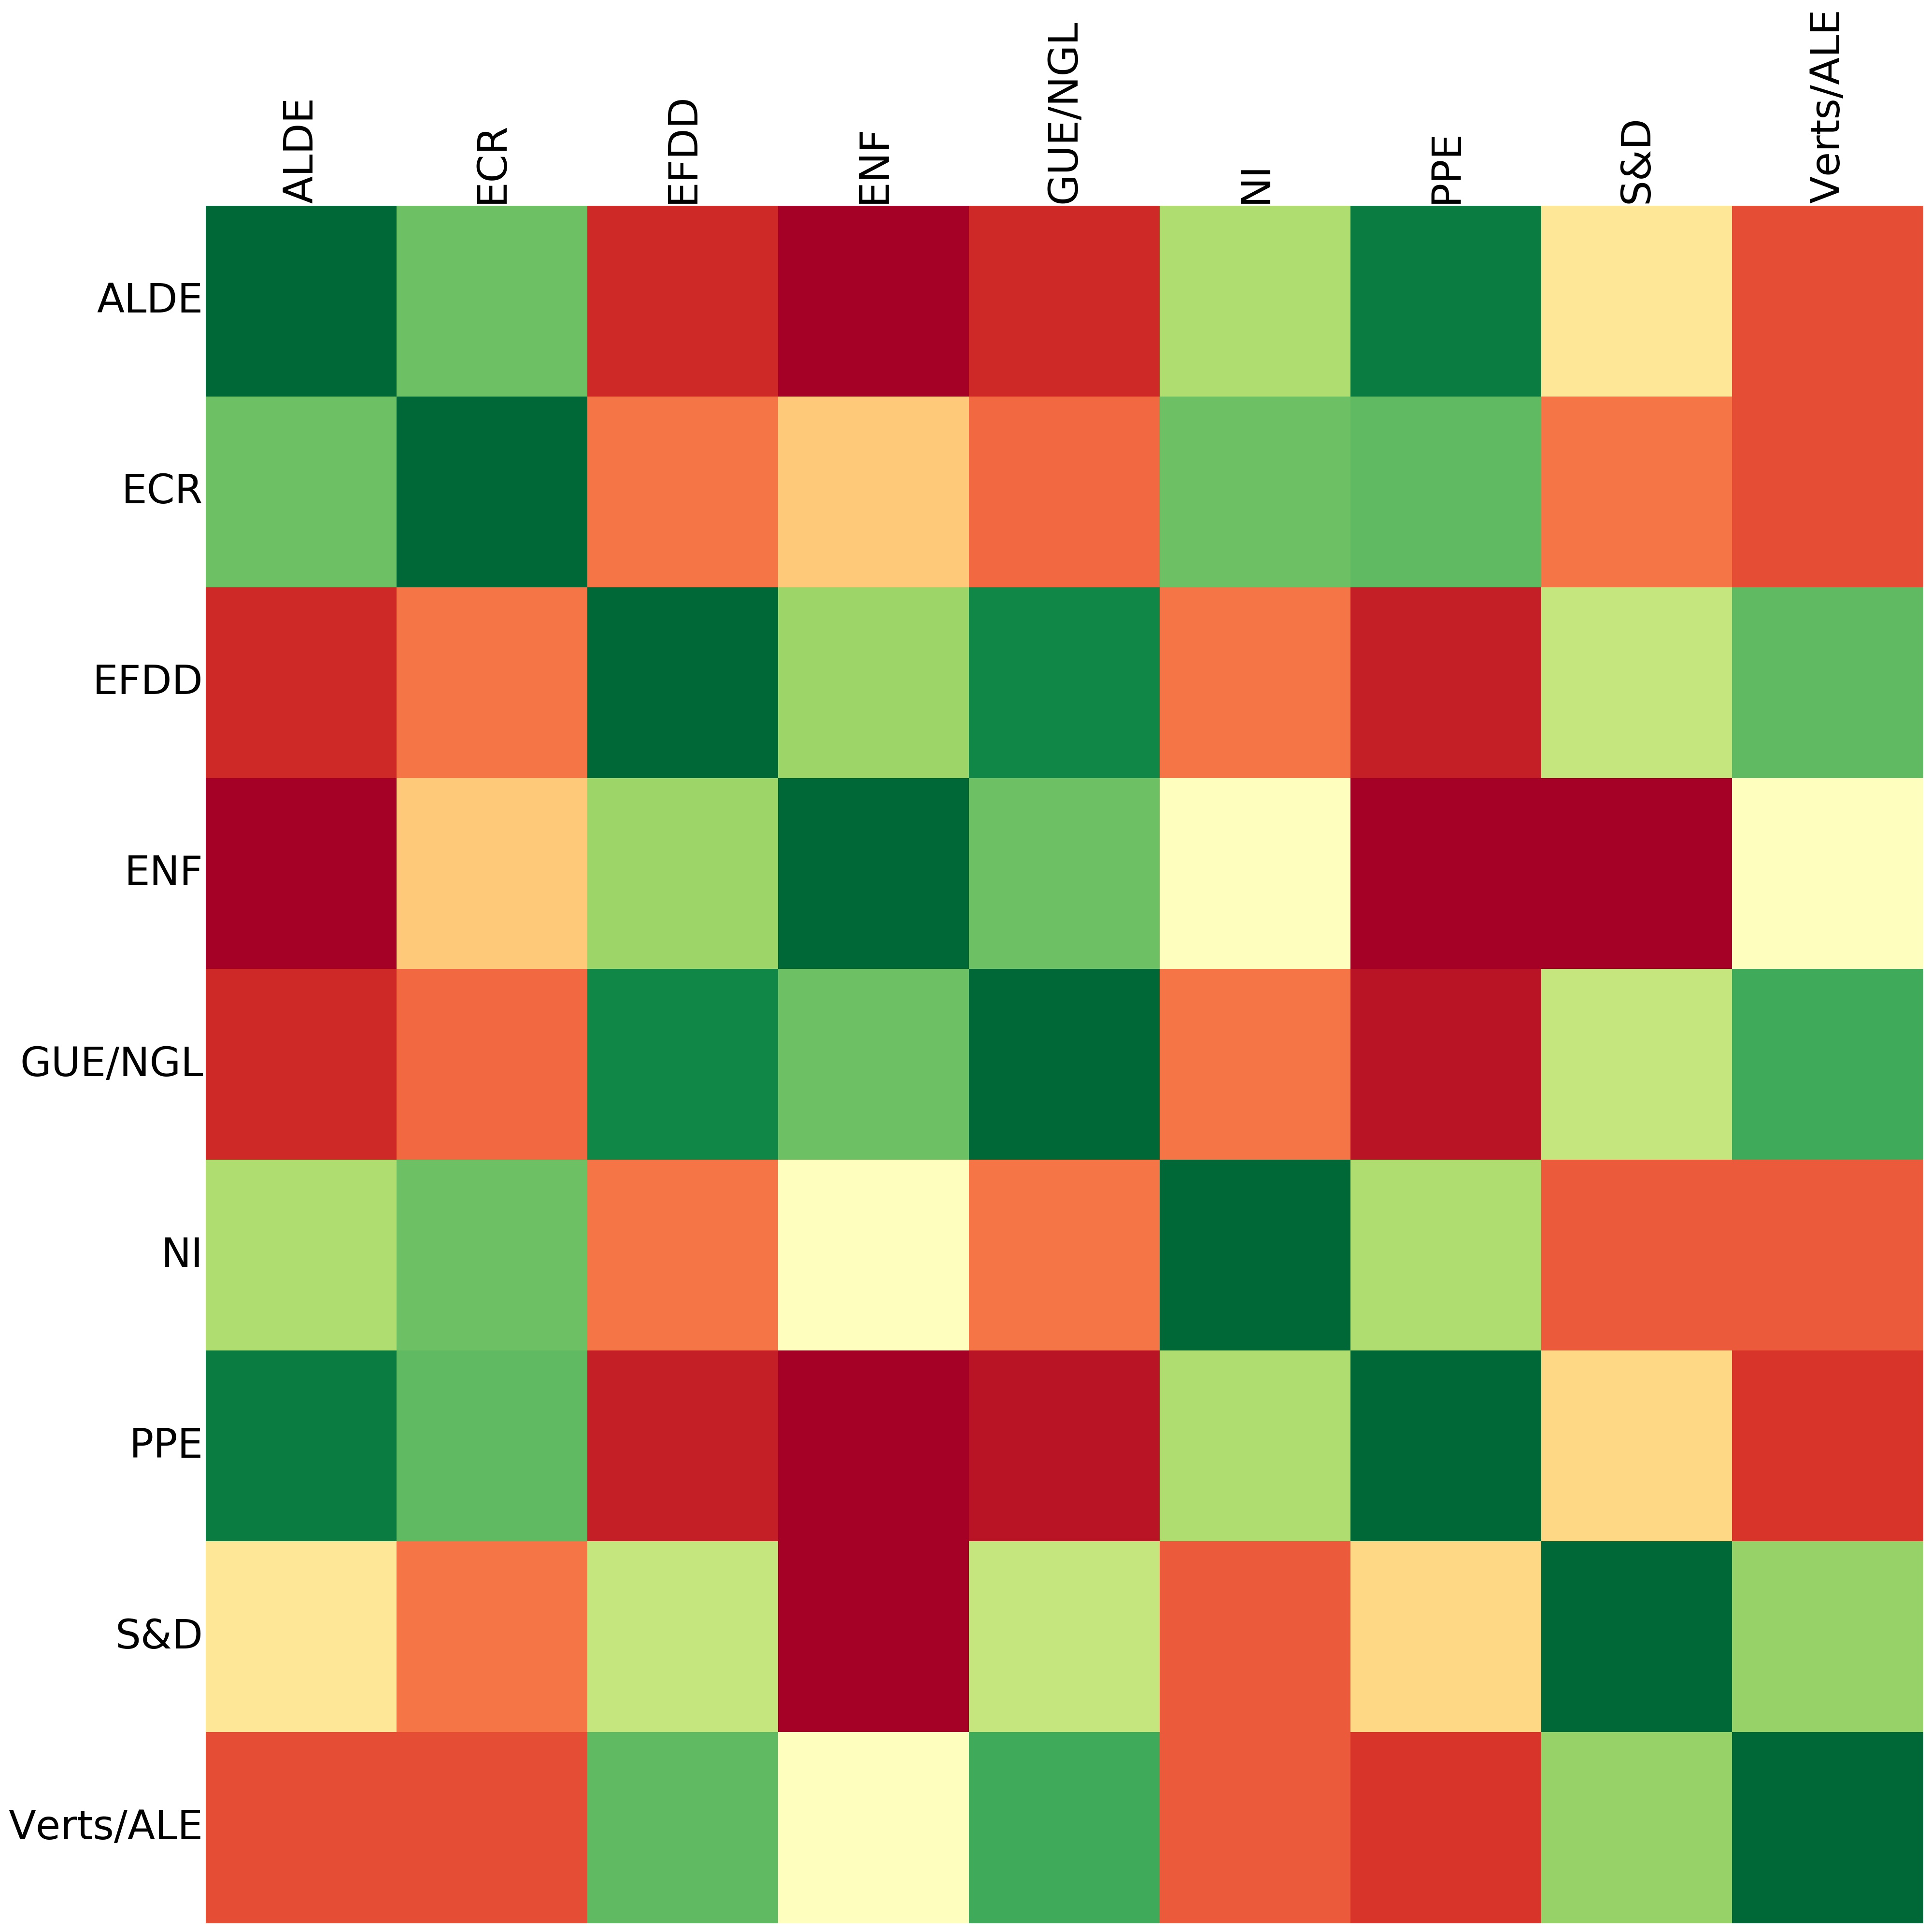 ALDE
ECR
EFDD
ENF
GUE/NGL
NI
PPE
S&D
Verts/ALE
ALDE
ECR
EFDD
ENF
GUE/NGL
NI
PPE
S&D
Verts/ALE